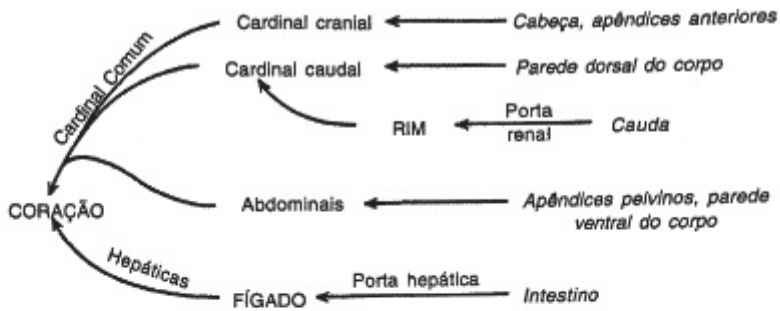 Cardinal cranial
Cabeça, apêndices anteriores
Cardinal Comum
Cardinal caudal
Parede dorsal do corpo
RIM
Porta
renal
Cauda
CORAÇÃO
Abdominais
Apêndices pelvinos, parede
ventral do corpo
Hepáticas
FÍGADO
Porta hepática
Intestino